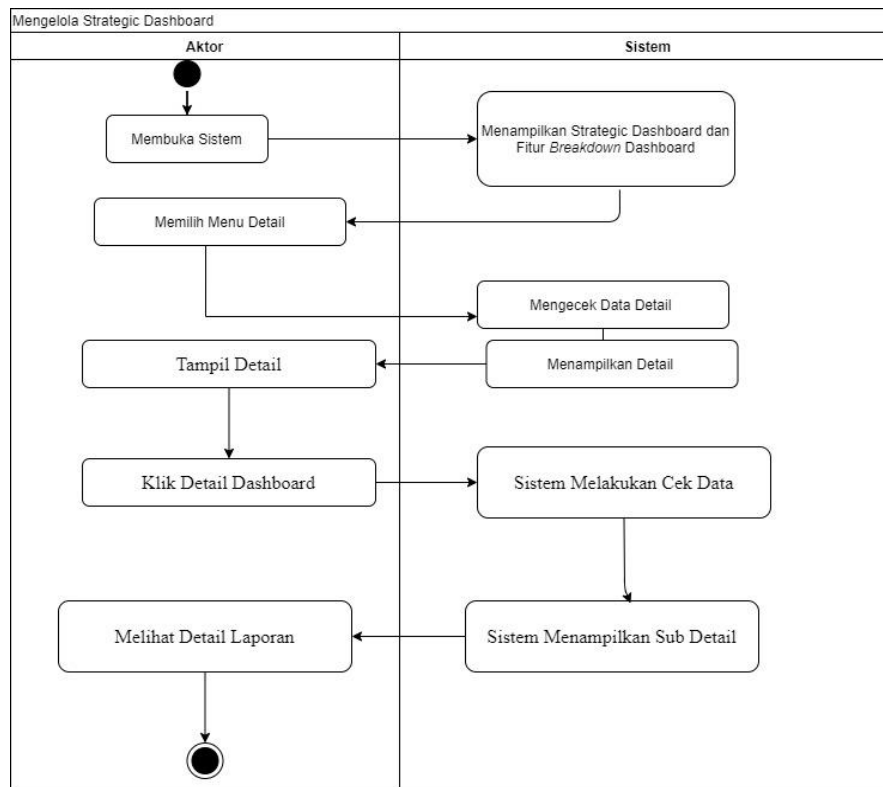 Mengelola Strategic Dashboard
Aktor
Sistem
Membuka Sistem
Menampilkan Strategic Dashboard dan
Fitur Breakdown Dashboard
Memilih Menu Detail
Mengecek Data Detail
Menampilkan Detail
Tampil Detail
Klik Detail Dashboard
Sistem Melakukan Cek Data
Sistem Menampilkan Sub Detail
Melihat Detail Laporan